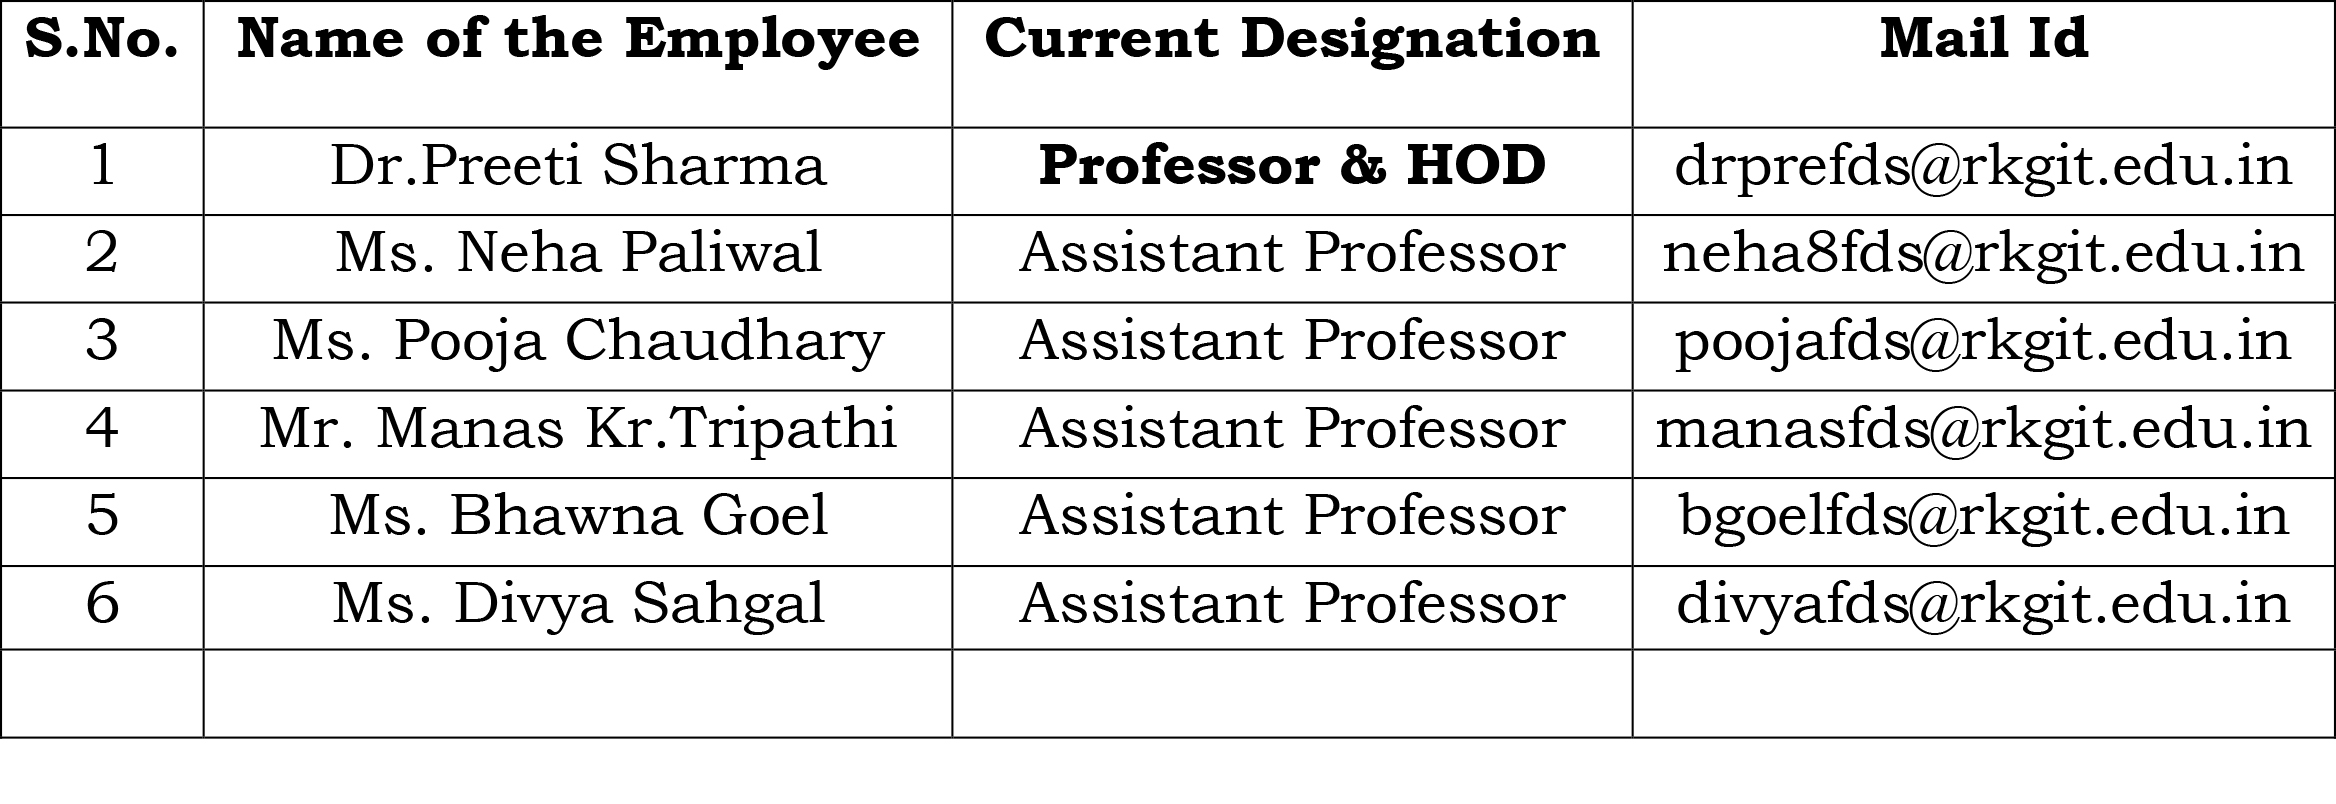 S.No. Name of the Employee Current Designation Mail Id
1 Dr.Preeti Sharma Professor & HOD drprefds@rkgit.edu.in
2 Ms. Neha Paliwal Assistant Professor neha8fds@rkgit.edu.in
3 Ms. Pooja Chaudhary Assistant Professor poojafds@rkgit.edu.in
4 Mr. Manas Kr.Tripathi Assistant Professor manasfds@rkgit.edu.in
5 Ms. Bhawna Goel Assistant Professor bgoelfds@rkgit.edu.in
6 Ms. Divya Sahgal Assistant Professor divyafds@rkgit.edu.in